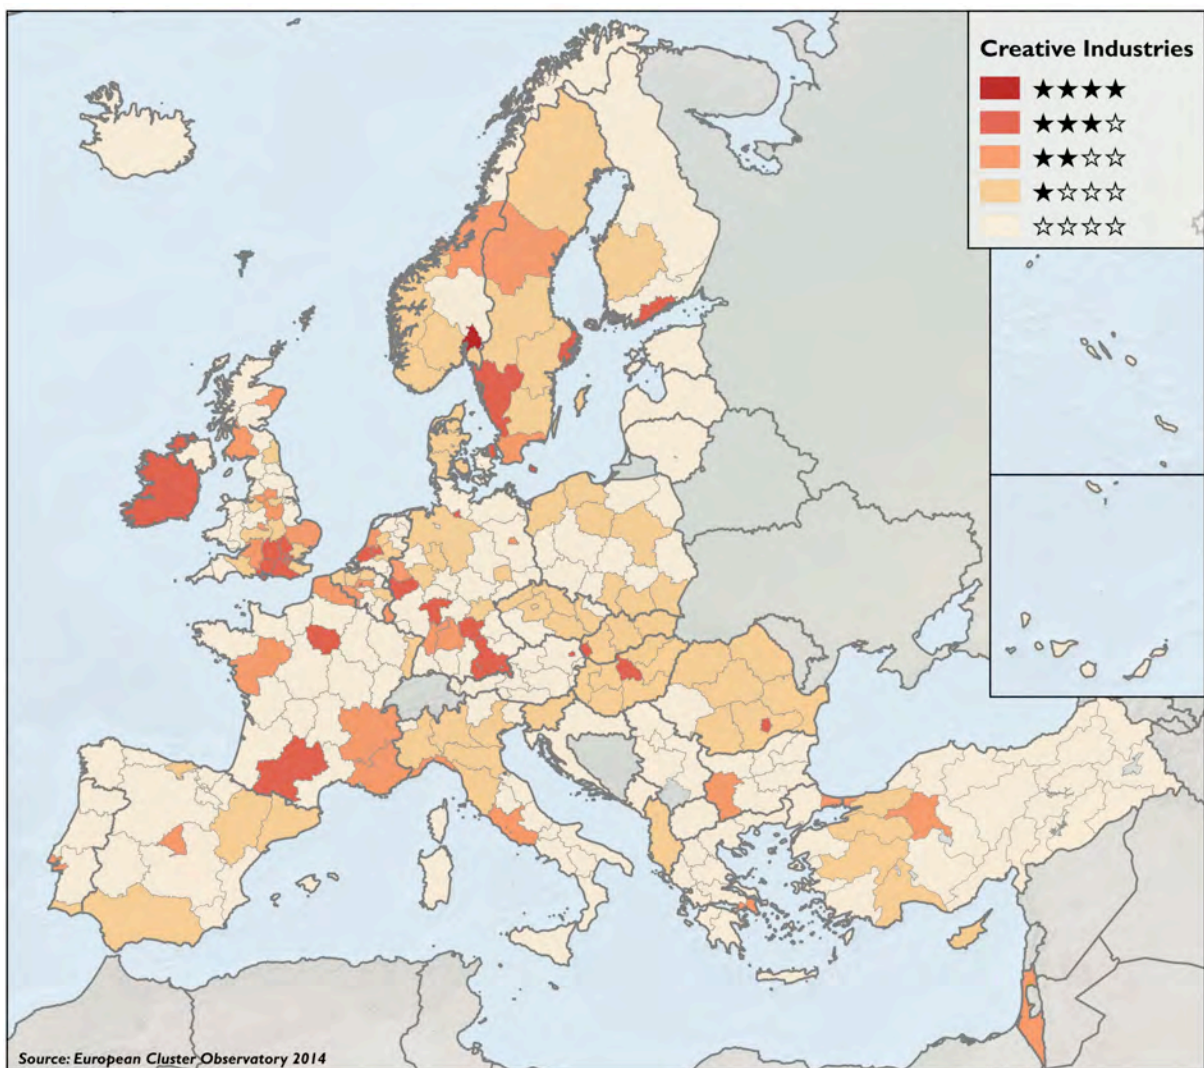 Creative Industries
★★★★
★★★☆
★★☆☆
★☆☆☆
☆☆☆☆
Source: European Cluster Observatory 2014